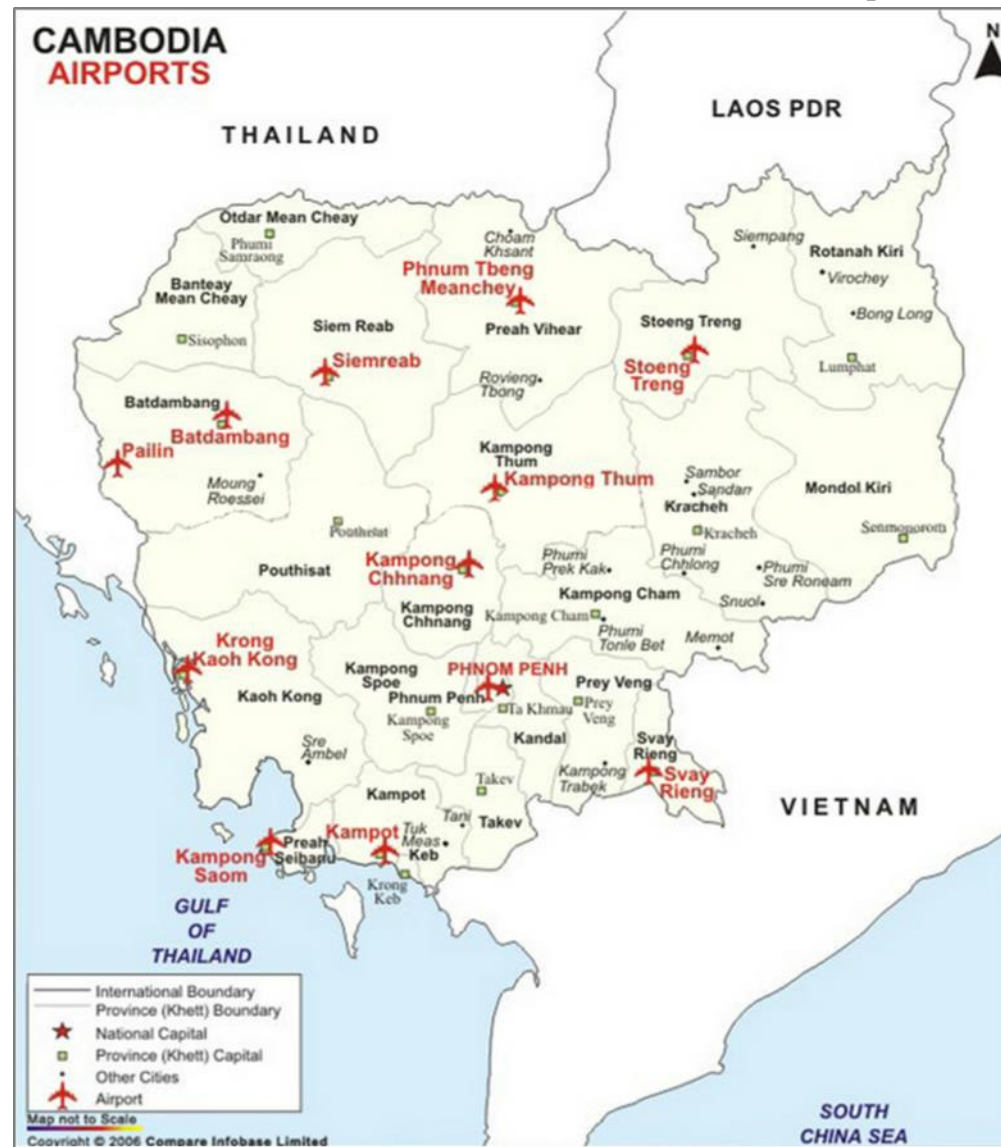 CAMBODIA
AIRPORTS
N
LAOS PDR
THAILAND
Otdar Mean Cheay
Phumi
Samraong
Choam
Khsant
Siempang
Rotanah Kiri
Virochey
Banteay
Mean Cheay
Phnum Tbeng
Meanchey
Bong Long
Siem Reab
Preah Vihear
Stoeng Treng
Sisophon
Siemreab
Stoeng
Treng
Lumphat
Rovieng
Tbong
Batdambang
Batdambang
Pailin
Kampong
Thum
Kampong Thum
Moung
Roessei
Sambor
Sandan
Kracheh
Mondol Kiri
Pouthisat
Kracheh
Senmonorom
Pouthisat
Kampong
Chhnang
Phumi
Prek Kak
Phumi
Chhlong
Phumi
Sre Roneam
Kampong
Chhnang
Kampong Cham
Kampong Cham
Snuol
Phumi
Tonle Bet
Memot
Krong
Kaoh Kong
Kaoh Kong
Kampong
Spoe
PHNOM PENH
Phnum Penh
Prey Veng
Kampong
Spoe
Ta Khmau
Prey
Veng
Kandal
Svay
Rieng
Sre
Ambel
Kampong
Trabek
Svay
Rieng
Takev
Kampot
VIETNAM
Tani
Takev
Kampot
Tuk
Meas
Keb
Preah
Seibanu
Kampong
Saom
Krong
Keb
GULF
OF
THAILAND
International Boundary
Province (Khett) Boundary
National Capital
Province (Khett) Capital
Other Cities
Airport
Map not to Scale
Copyright © 2006 Compare Infobase Limited
SOUTH
CHINA SEA